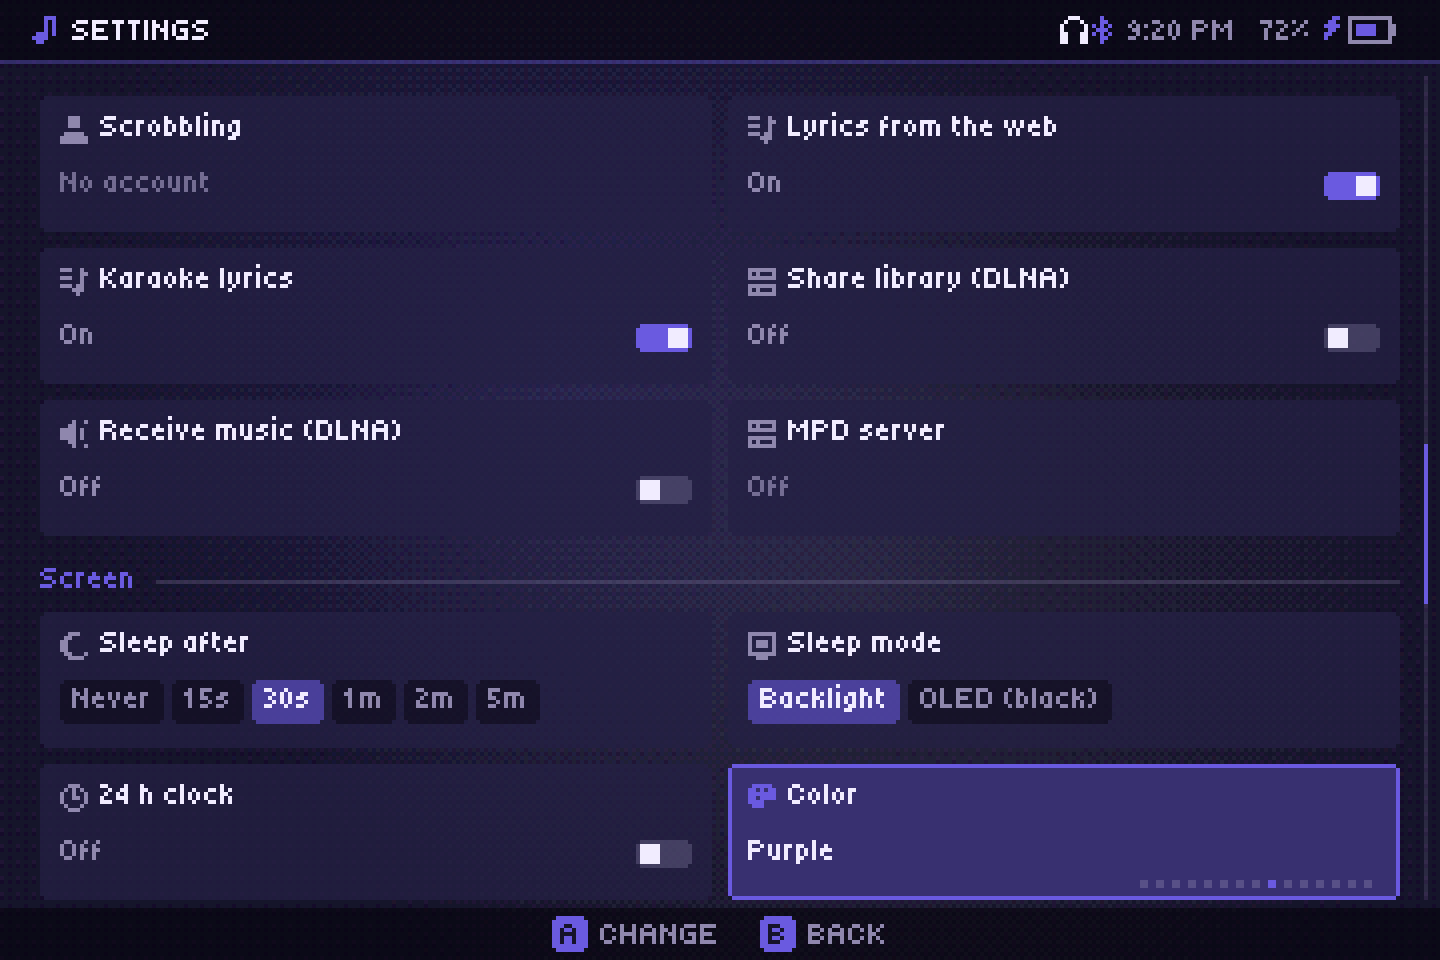 SETTINGS
9:20 PM 72%
Scrobbling
No account
Lyrics from the web
On
Karaoke lyrics
On
Share library (DLNA)
Off
Receive music (DLNA)
Off
MPD server
Off
Screen
Sleep after
Never 15s 30s 1m 2m 5m
Sleep mode
Backlight OLED (black)
24 h clock
Off
Color
Purple
A CHANGE B BACK